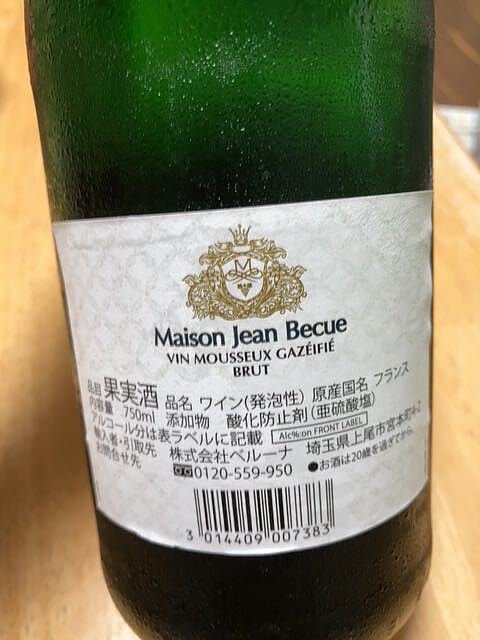 M
Maison Jean Becue
VIN MOUSSEUX GAZÉIFIÉ
BRUT
品目 果実酒 品名 ワイン(発泡性) 原産国名 フランス
内容量 750ml 添加物 酸化防止剤(亜硫酸塩)
アルコール分は表ラベルに記載 Alc%:on FRONT LABEL
輸入者・引取先 株式会社ベルーナ 埼玉県上尾市宮本町4-2
お問合せ先 0120-559-950 ●お酒は20歳を過ぎてから。
3 014409 007383